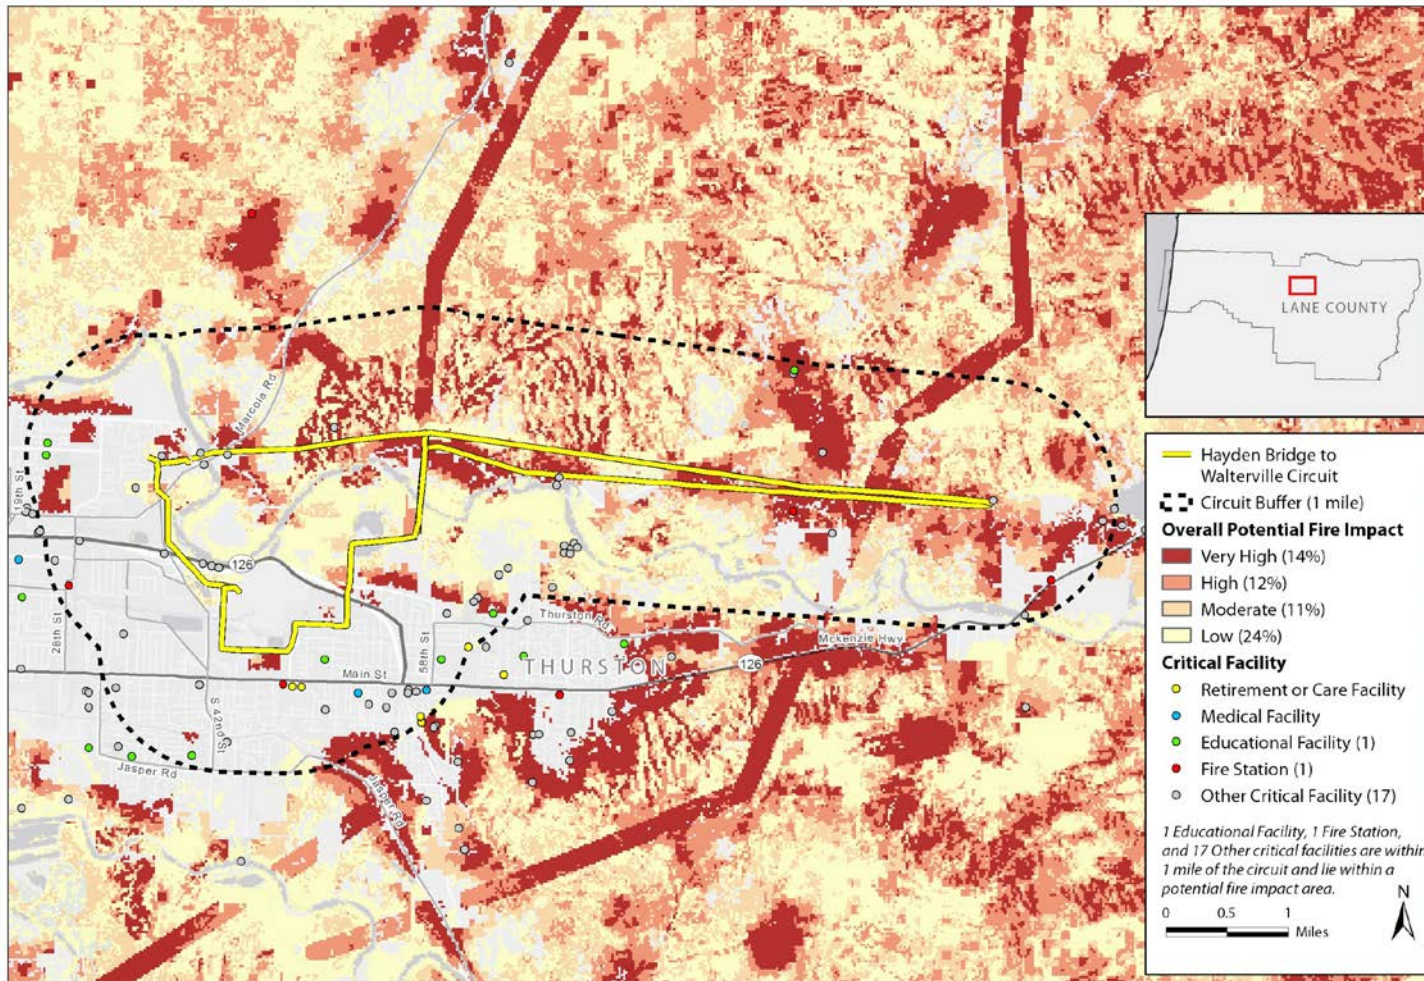 Marcola Rd
19th St
126
28th St
58th St
Thurston Rd
THURSTON
Mckenzie Hwy
126
Main St
S 42nd St
Jasper Rd
Jasper Rd
LANE COUNTY
Hayden Bridge to
Walterville Circuit
Circuit Buffer (1 mile)
Overall Potential Fire Impact
Very High (14%)
High (12%)
Moderate (11%)
Low (24%)
Critical Facility
Retirement or Care Facility
Medical Facility
Educational Facility (1)
Fire Station (1)
Other Critical Facility (17)
1 Educational Facility, 1 Fire Station,
and 17 Other critical facilities are within
1 mile of the circuit and lie within a
potential fire impact area.
N
0 0.5 1
Miles